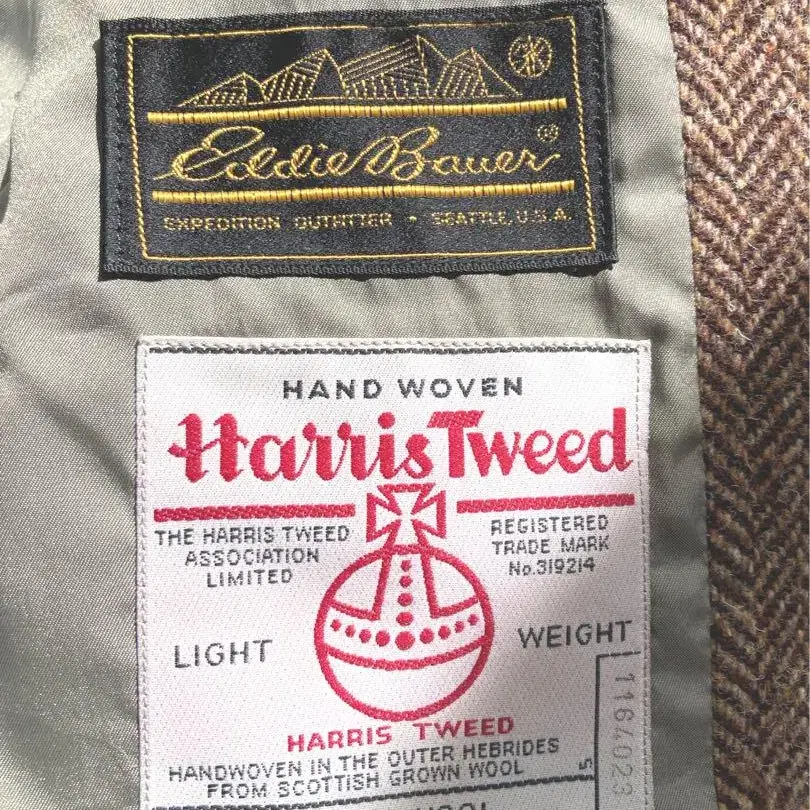 Eddie Bauer®
EXPEDITION OUTFITTER · SEATTLE, U.S.A.
HAND WOVEN
Harris Tweed
THE HARRIS TWEED
ASSOCIATION
LIMITED
REGISTERED
TRADE MARK
No.319214
LIGHT WEIGHT
HARRIS TWEED
HANDWOVEN IN THE OUTER HEBRIDES
FROM SCOTTISH GROWN WOOL
1164023